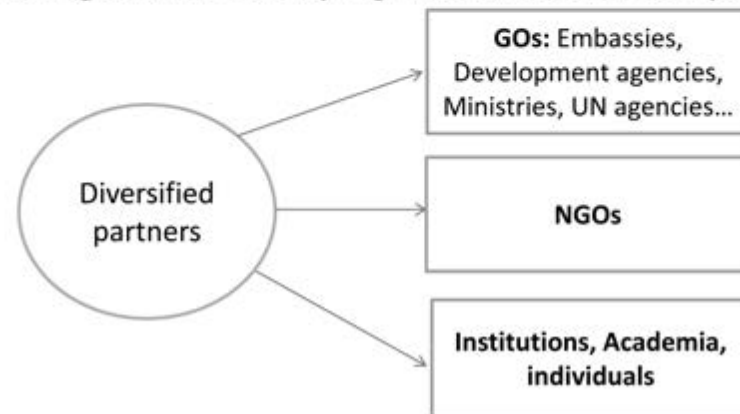 GOs: Embassies,
Development agencies,
Ministries, UN agencies...
Diversified
partners
NGOs
Institutions, Academia,
individuals